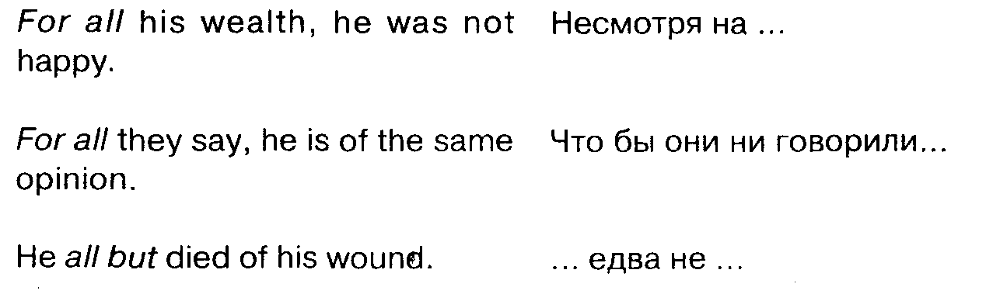 For all his wealth, he was not happy.
Несмотря на ...
For all they say, he is of the same opinion.
Что бы они ни говорили...
He all but died of his wound.
... едва не ...